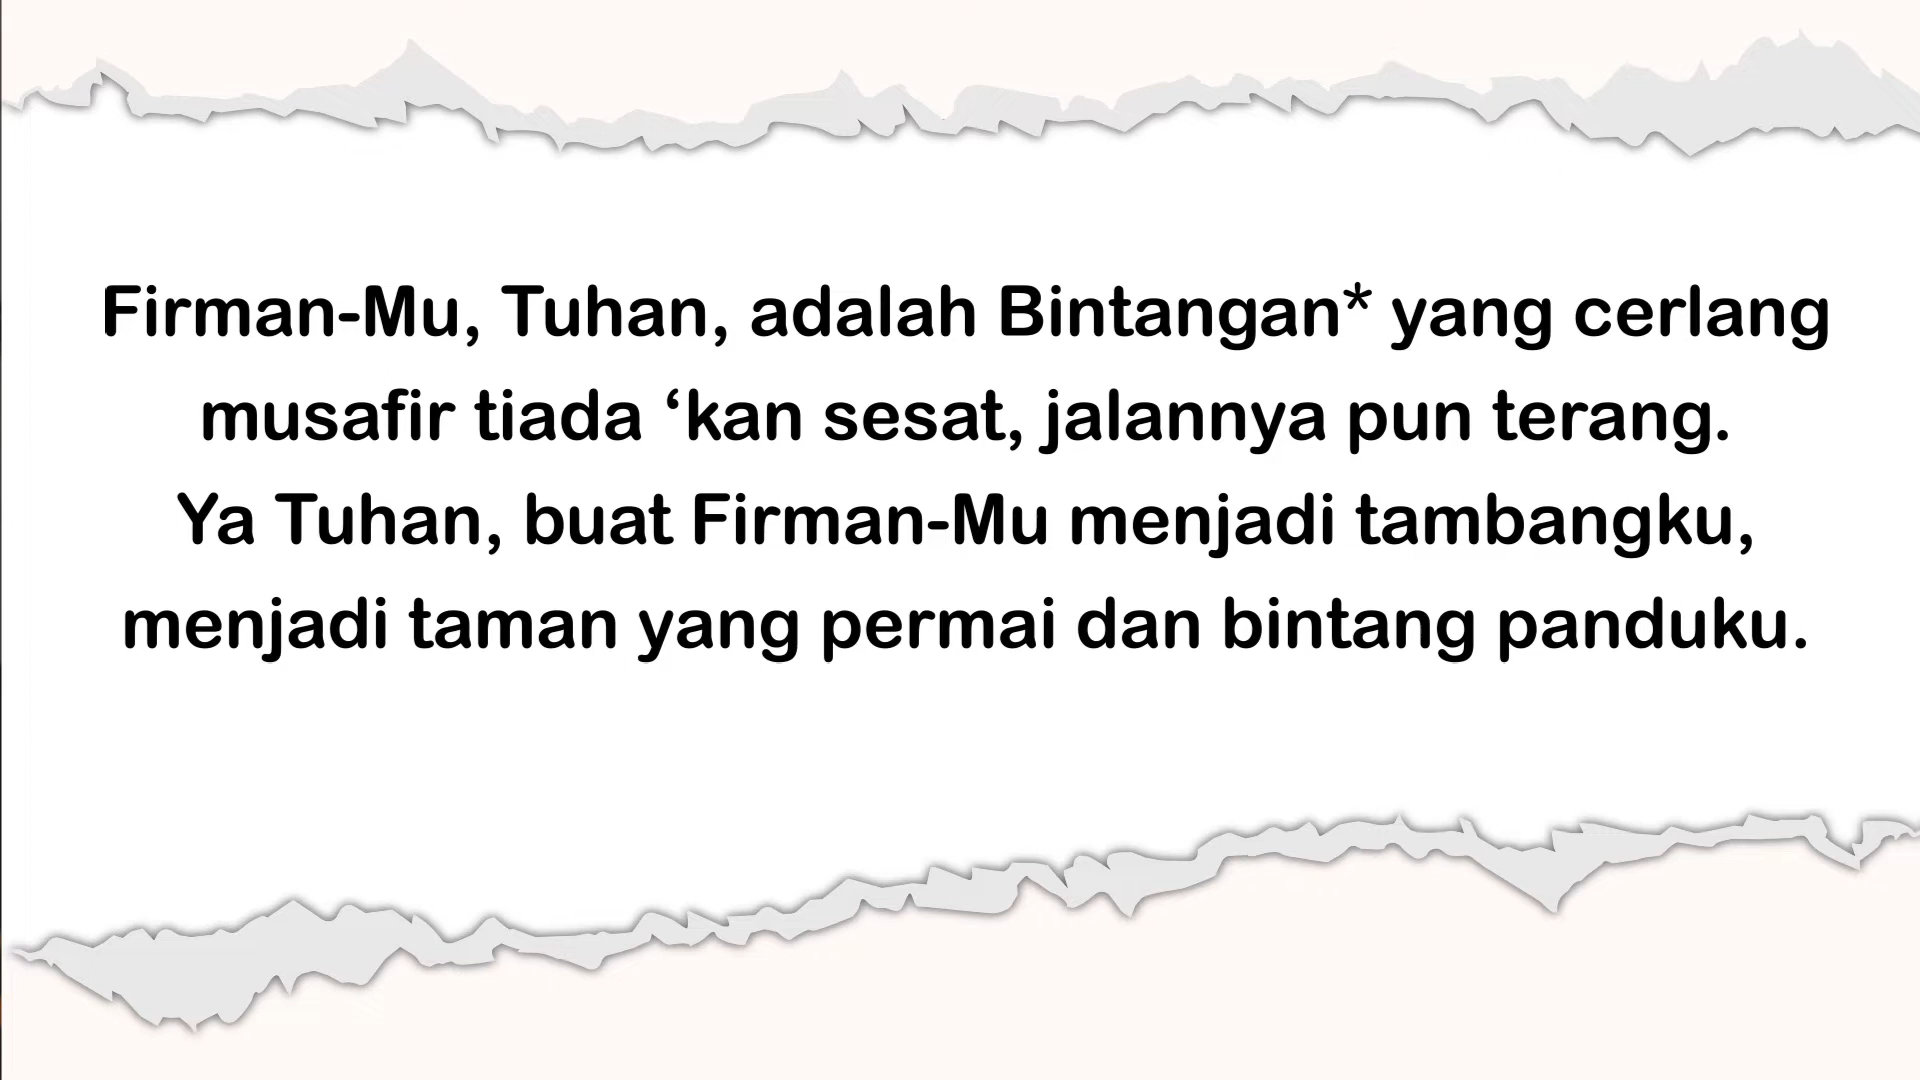 Firman-Mu, Tuhan, adalah Bintangan* yang cerlang
musafir tiada ‘kan sesat, jalannya pun terang.
Ya Tuhan, buat Firman-Mu menjadi tambangku,
menjadi taman yang permai dan bintang panduku.